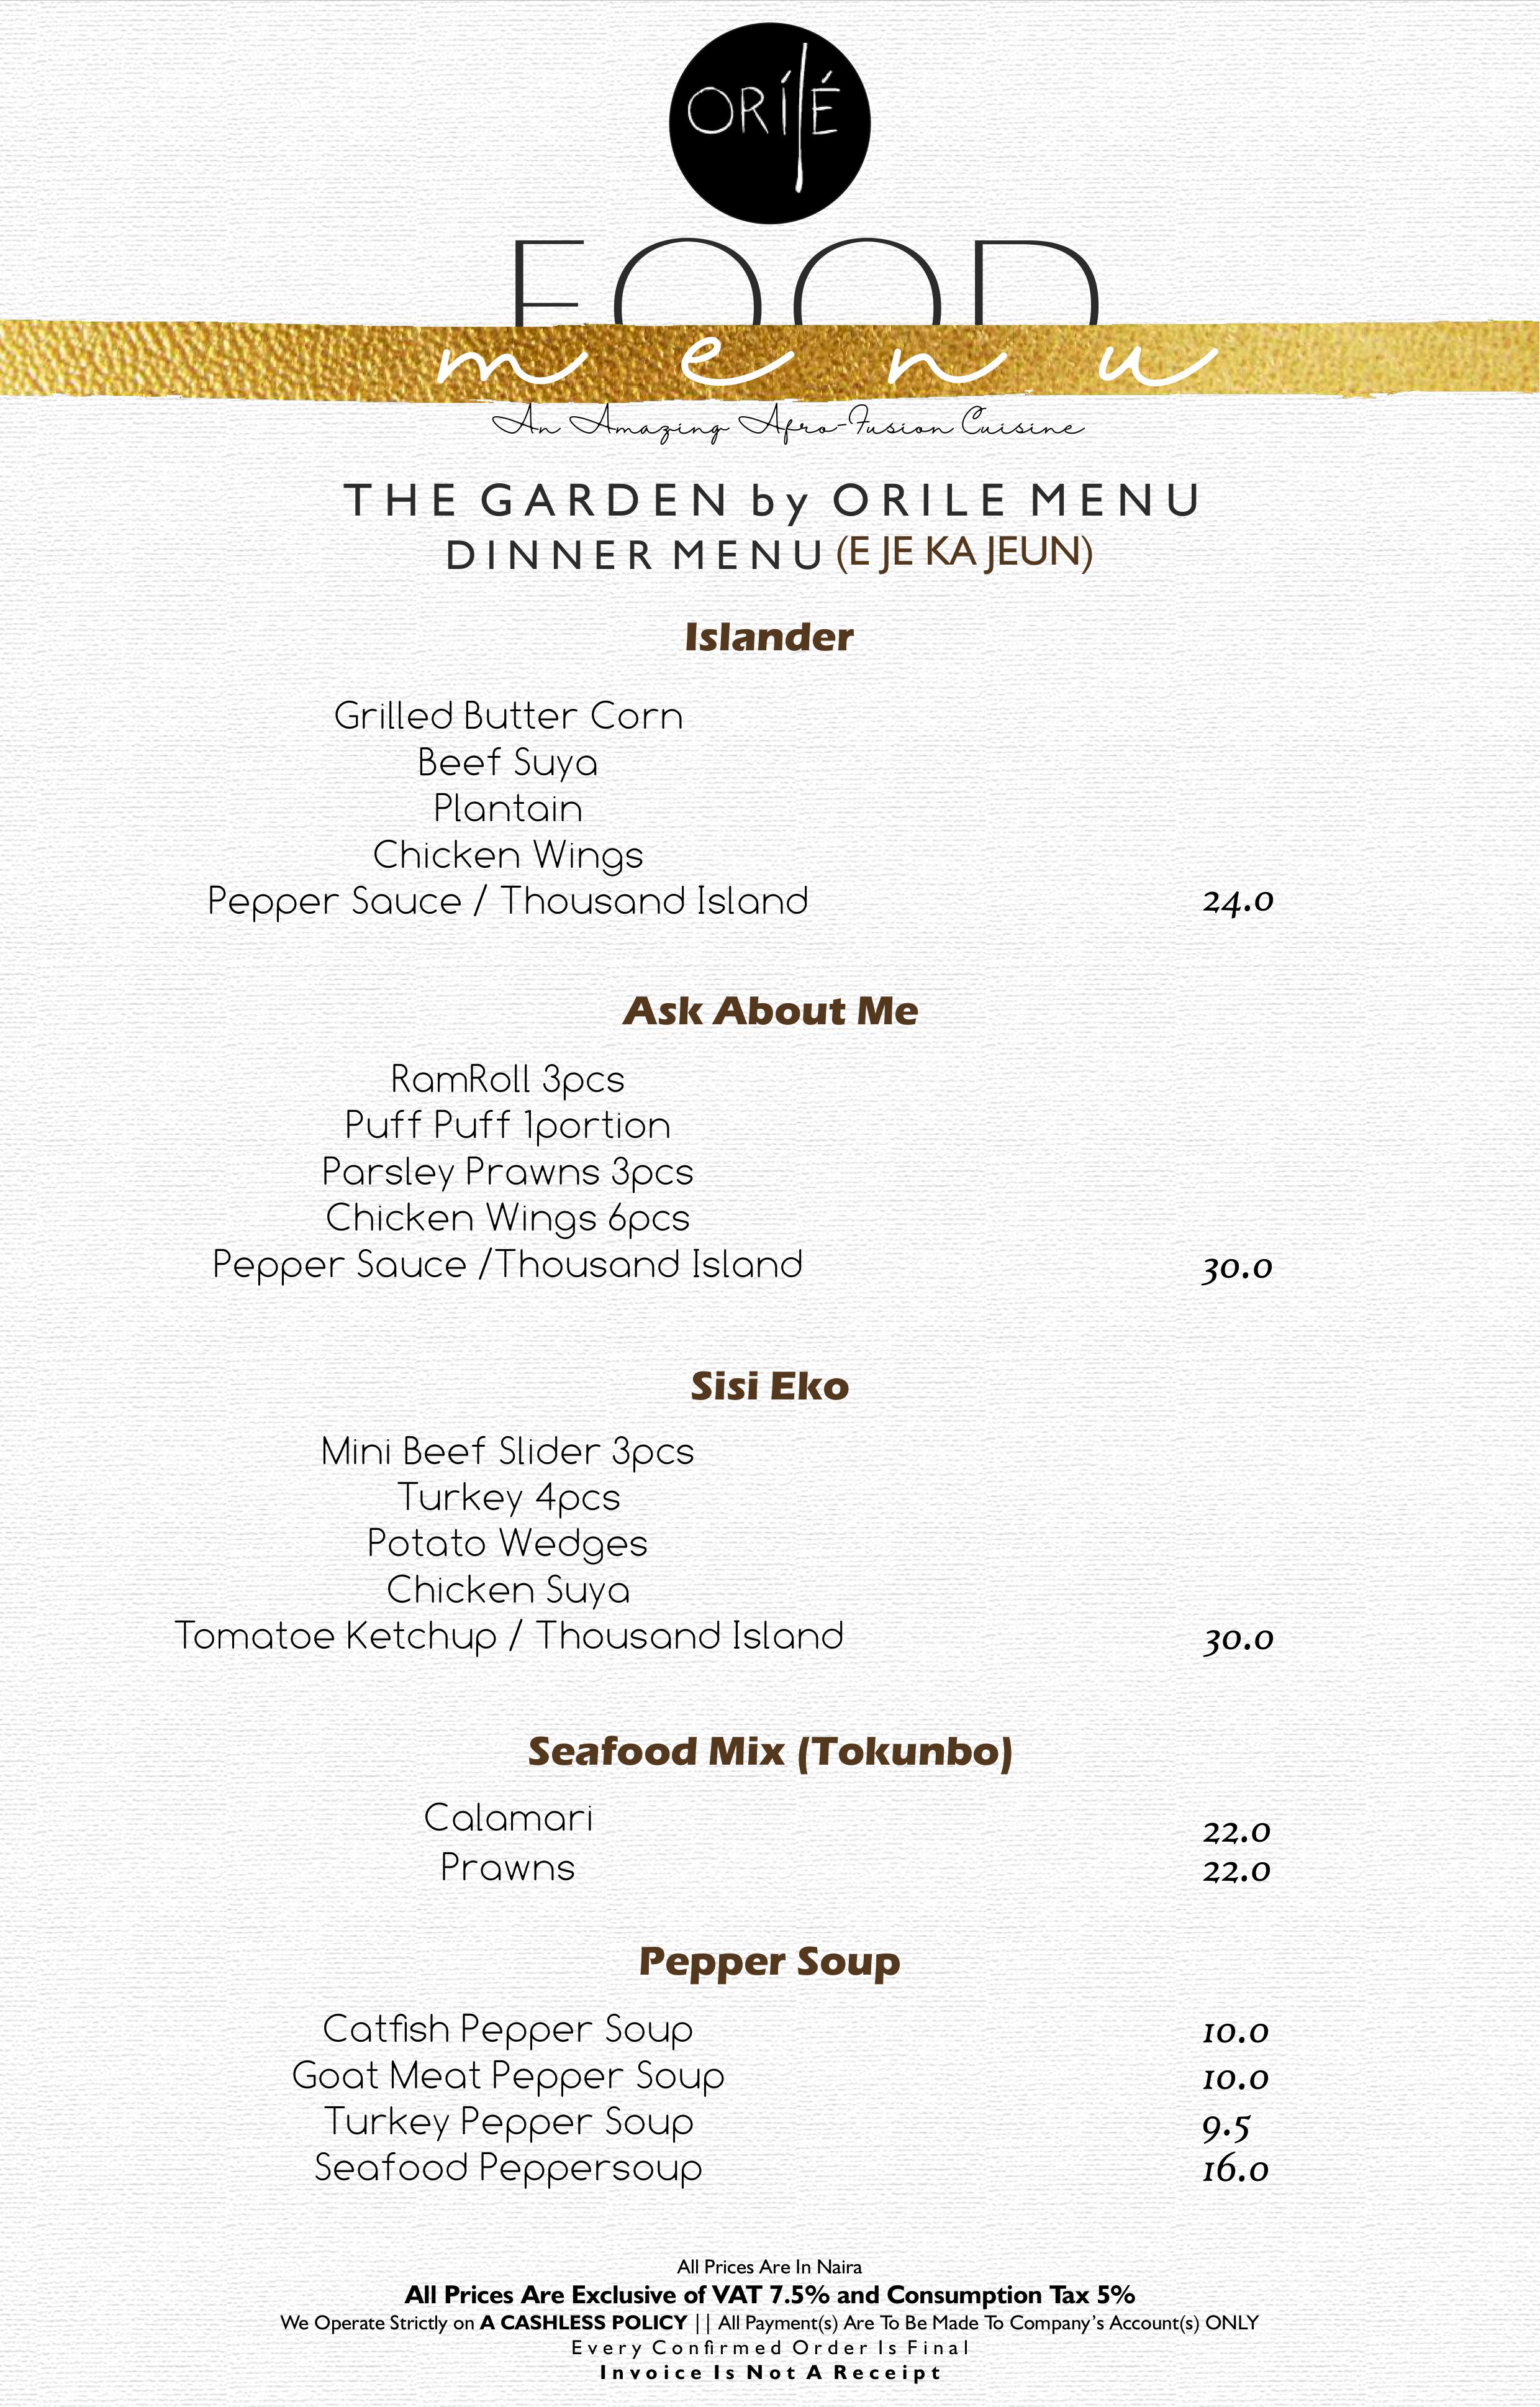 ORÍLÉ
FOOD
menu
An Amazing Afro-Fusion Cuisine
THE GARDEN by ORILE MENU
DINNER MENU (E JE KA JEUN)
Islander
Grilled Butter Corn
Beef Suya
Plantain
Chicken Wings
Pepper Sauce / Thousand Island 24.0
Ask About Me
RamRoll 3pcs
Puff Puff 1portion
Parsley Prawns 3pcs
Chicken Wings 6pcs
Pepper Sauce /Thousand Island 30.0
Sisi Eko
Mini Beef Slider 3pcs
Turkey 4pcs
Potato Wedges
Chicken Suya
Tomatoe Ketchup / Thousand Island 30.0
Seafood Mix (Tokunbo)
Calamari 22.0
Prawns 22.0
Pepper Soup
Catfish Pepper Soup 10.0
Goat Meat Pepper Soup 10.0
Turkey Pepper Soup 9.5
Seafood Peppersoup 16.0
All Prices Are In Naira
All Prices Are Exclusive of VAT 7.5% and Consumption Tax 5%
We Operate Strictly on A CASHLESS POLICY || All Payment(s) Are To Be Made To Company's Account(s) ONLY
Every Confirmed Order Is Final
Invoice Is Not A Receipt